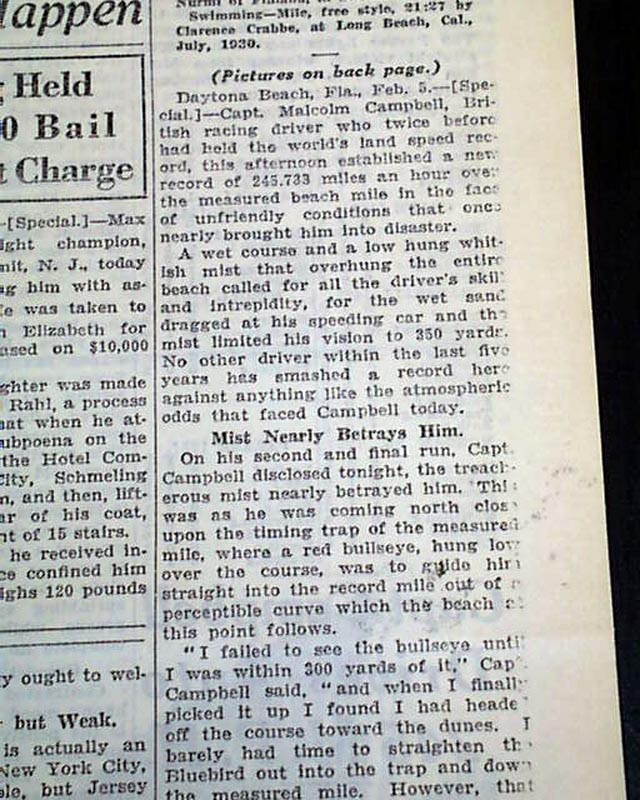 Happen
g Held
0 Bail
t Charge
-[Special.]—Max
ight champion,
mit, N. J., today
ng him with as-
He was taken to
n Elizabeth for
ased on $10,000
ghter was made
Rahl, a process
hat when he at-
ubpoena on the
the Hotel Com-
City, Schmeling
n, and then, lift-
ar of his coat,
ht of 15 stairs.
he received in-
ce confined him
ighs 120 pounds
y ought to wel-
- but Weak.
is actually an
New York City,
ple, but Jersey
Nurmi of Finland,
Swimming—Mile, free style, 21:27 by
Clarence Crabbe, at Long Beach, Cal.,
July, 1930.
(Pictures on back page.)
Daytona Beach, Fla., Feb. 5.—[Spe-
cial.]—Capt. Malcolm Campbell, Bri-
tish racing driver who twice before
had held the world's land speed rec-
ord, this afternoon established a new
record of 245.733 miles an hour over
the measured beach mile in the face
of unfriendly conditions that once
nearly brought him into disaster.
A wet course and a low hung whit-
ish mist that overhung the entire
beach called for all the driver's skill
and intrepidity, for the wet sand
dragged at his speeding car and the
mist limited his vision to 350 yards.
No other driver within the last five
years has smashed a record here
against anything like the atmospheric
odds that faced Campbell today.
Mist Nearly Betrays Him.
On his second and final run, Capt.
Campbell disclosed tonight, the treach-
erous mist nearly betrayed him. This
was as he was coming north close
upon the timing trap of the measured
mile, where a red bullseye, hung low
over the course, was to guide him
straight into the record mile out of a
perceptible curve which the beach at
this point follows.
"I failed to see the bullseye until
I was within 300 yards of it," Capt.
Campbell said, "and when I finally
picked it up I found I had heade
off the course toward the dunes. I
barely had time to straighten th
Bluebird out into the trap and down
the measured mile. However, that